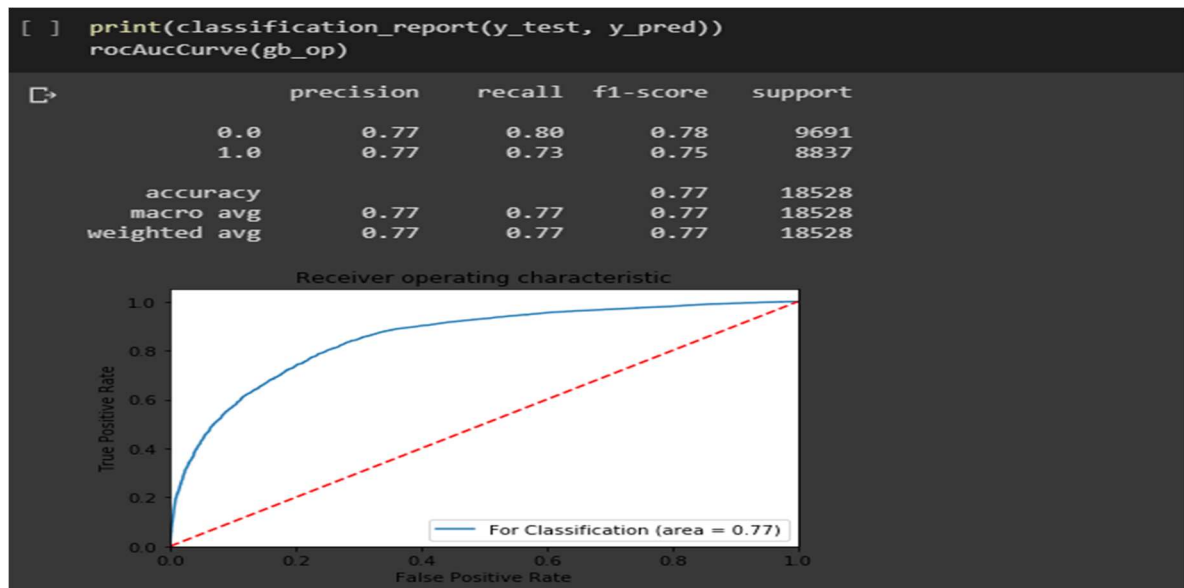 [ ] print(classification_report(y_test, y_pred))
rocAucCurve(gb_op)
precision recall f1-score support
0.0 0.77 0.80 0.78 9691
1.0 0.77 0.73 0.75 8837
accuracy 0.77 18528
macro avg 0.77 0.77 0.77 18528
weighted avg 0.77 0.77 0.77 18528
Receiver operating characteristic
1.0
0.8
0.6
0.4
0.2
0.0
True Positive Rate
For Classification (area = 0.77)
0.0 0.2 0.4 0.6 0.8 1.0
False Positive Rate